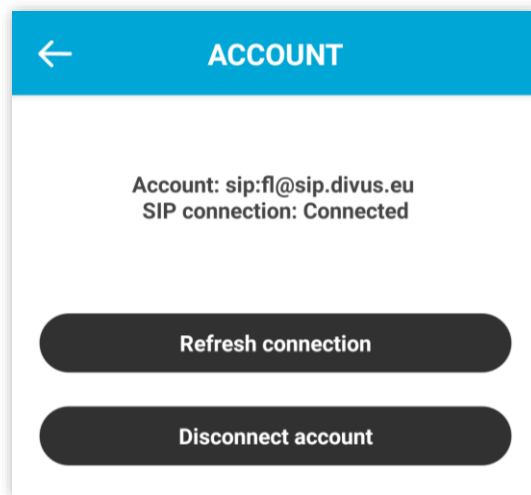 ACCOUNT
Account: sip:fl@sip.divus.eu
SIP connection: Connected
Refresh connection
Disconnect account